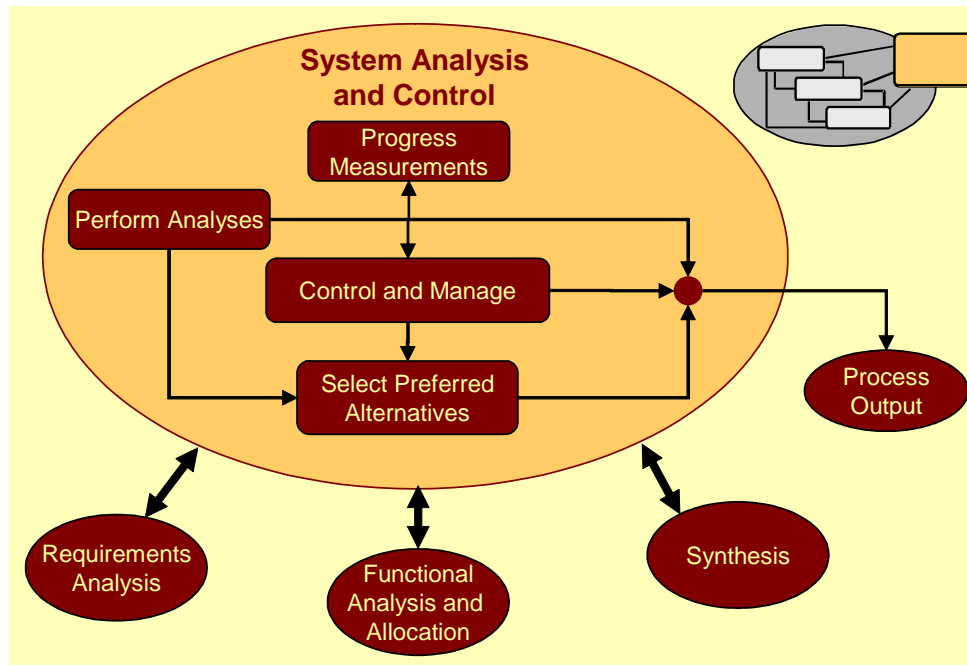 System Analysis
and Control
Progress
Measurements
Perform Analyses
Control and Manage
Select Preferred
Alternatives
Process
Output
Requirements
Analysis
Functional
Analysis and
Allocation
Synthesis